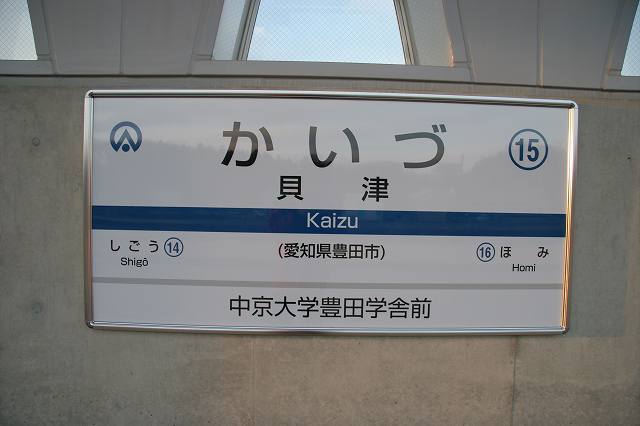 かいづ 15
貝津
Kaizu
しごう 14 (愛知県豊田市) 16 ほみ
Shigō Homi
中京大学豊田学舎前